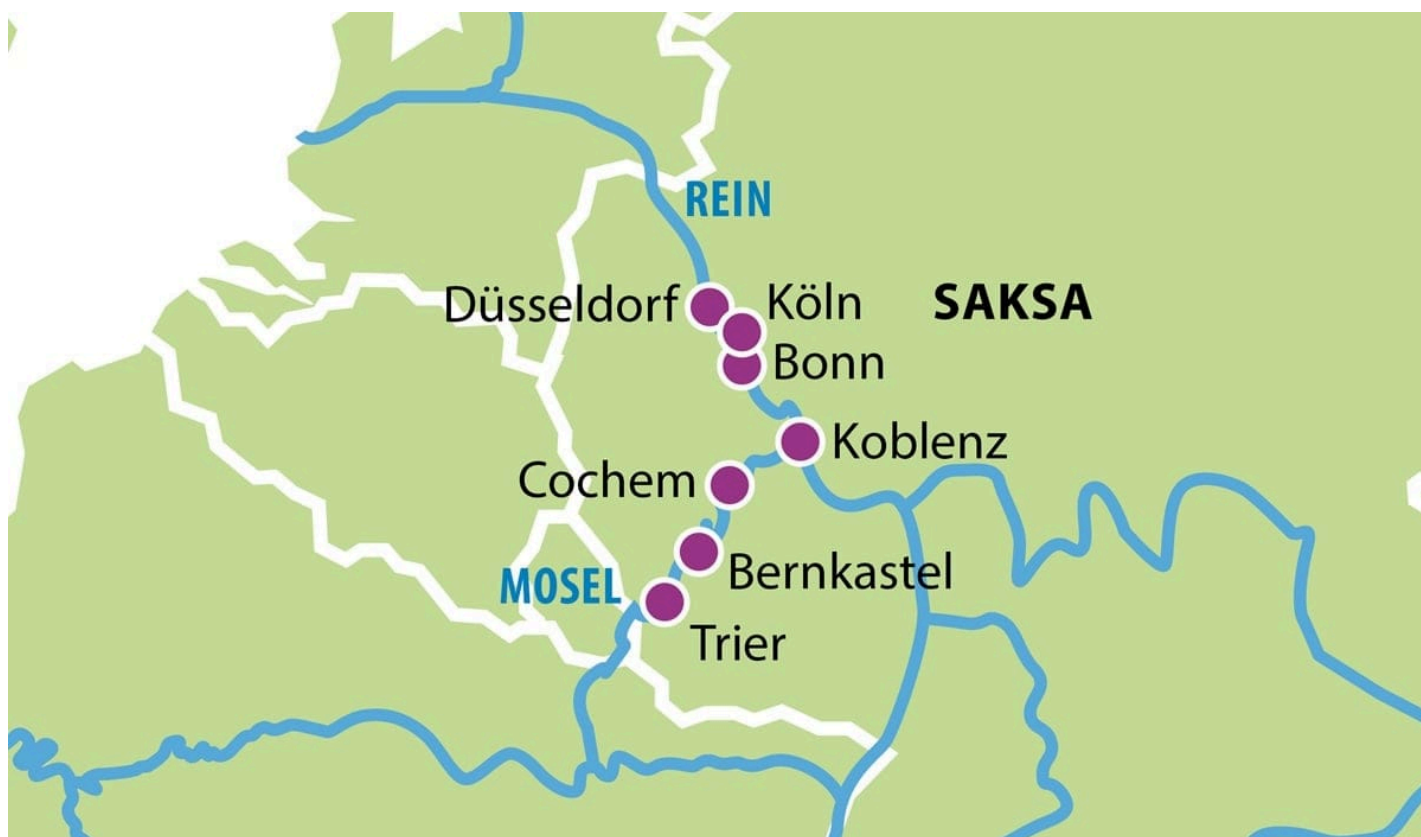 REIN
Düsseldorf
Köln
SAKSA
Bonn
Koblenz
Cochem
Bernkastel
MOSEL
Trier